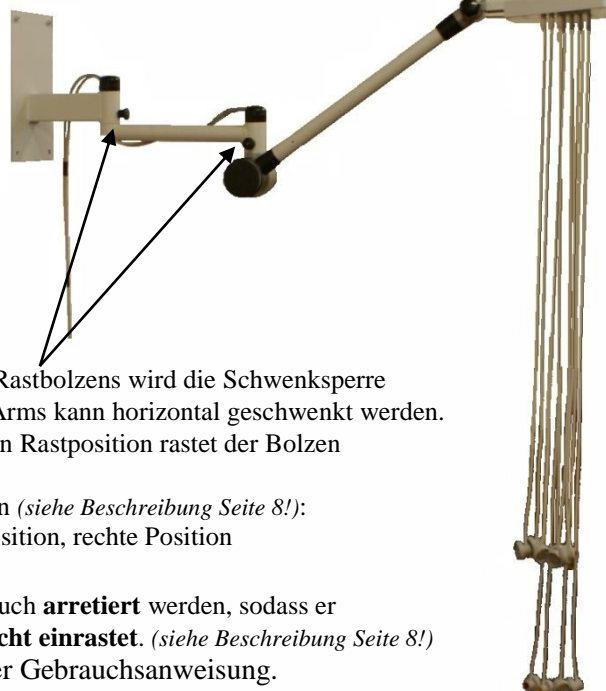 Rastbolzens wird die Schwenksperre
Arms kann horizontal geschwenkt werden.
n Rastposition rastet der Bolzen
n (siehe Beschreibung Seite 8!):
sition, rechte Position
uch arretiert werden, sodass er
cht einrastet. (siehe Beschreibung Seite 8!)
er Gebrauchsanweisung.